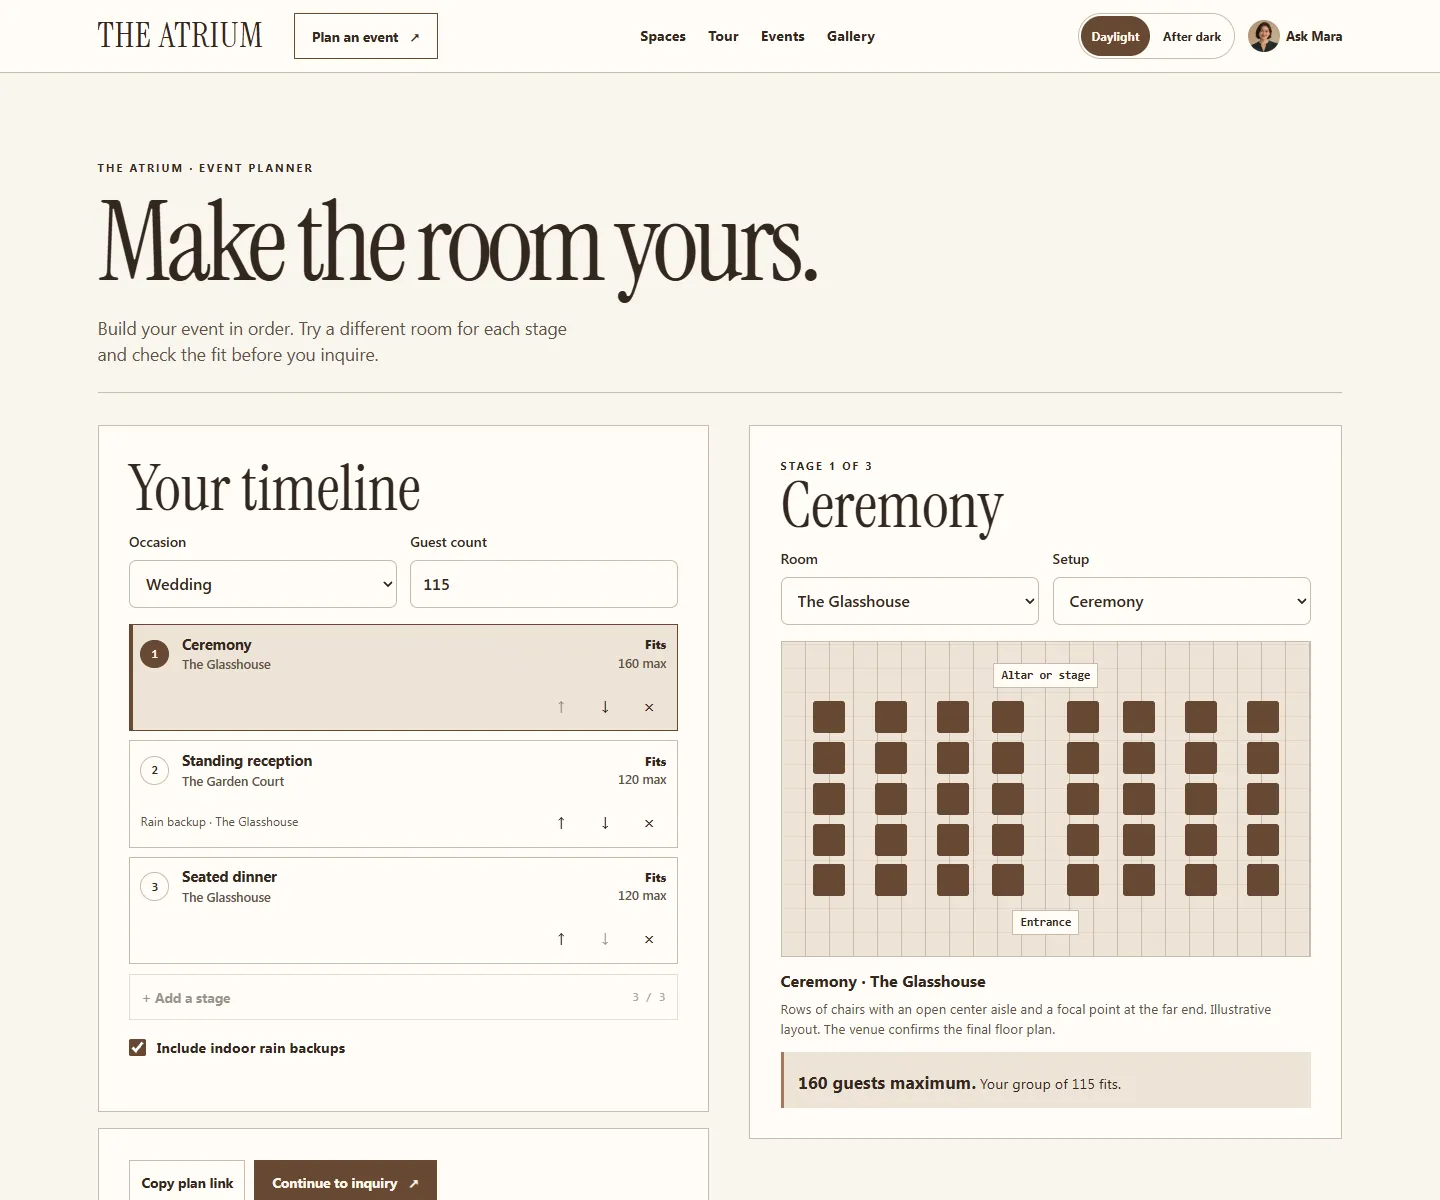 THE ATRIUM
Plan an event ↗
Spaces
Tour
Events
Gallery
Daylight
After dark
Ask Mara
THE ATRIUM · EVENT PLANNER
Make the room yours.
Build your event in order. Try a different room for each stage
and check the fit before you inquire.
Your timeline
Occasion
Guest count
Wedding
115
1
Ceremony
Fits
The Glasshouse
160 max
↑ ↓ ×
2
Standing reception
Fits
The Garden Court
120 max
Rain backup · The Glasshouse
↑ ↓ ×
3
Seated dinner
Fits
The Glasshouse
120 max
↑ ↓ ×
+ Add a stage
3 / 3
Include indoor rain backups
Copy plan link
Continue to inquiry ↗
STAGE 1 OF 3
Ceremony
Room
Setup
The Glasshouse
Ceremony
Altar or stage
Entrance
Ceremony · The Glasshouse
Rows of chairs with an open center aisle and a focal point at the far end. Illustrative
layout. The venue confirms the final floor plan.
160 guests maximum. Your group of 115 fits.